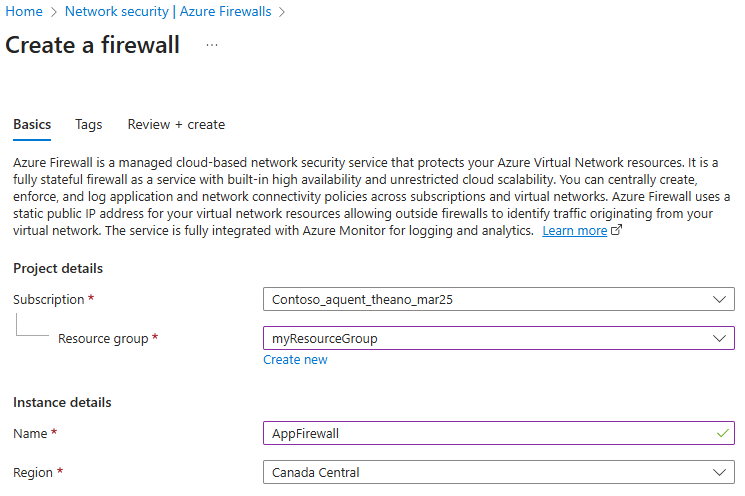 Home > Network security | Azure Firewalls >
Create a firewall ...
Basics Tags Review + create
Azure Firewall is a managed cloud-based network security service that protects your Azure Virtual Network resources. It is a
fully stateful firewall as a service with built-in high availability and unrestricted cloud scalability. You can centrally create,
enforce, and log application and network connectivity policies across subscriptions and virtual networks. Azure Firewall uses a
static public IP address for your virtual network resources allowing outside firewalls to identify traffic originating from your
virtual network. The service is fully integrated with Azure Monitor for logging and analytics. Learn more
Project details
Subscription * Contoso_aquent_theano_mar25
Resource group * myResourceGroup
Create new
Instance details
Name * AppFirewall
Region * Canada Central